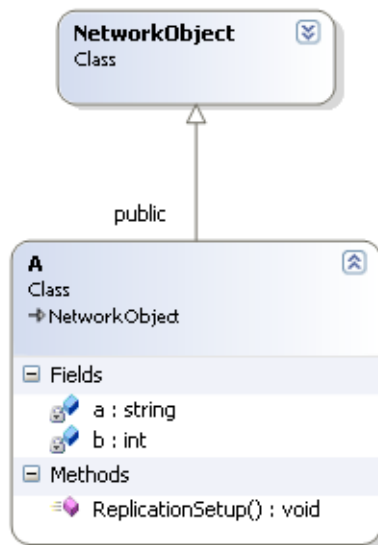 NetworkObject
Class
public
A
Class
NetworkObject
Fields
a : string
b : int
Methods
ReplicationSetup() : void